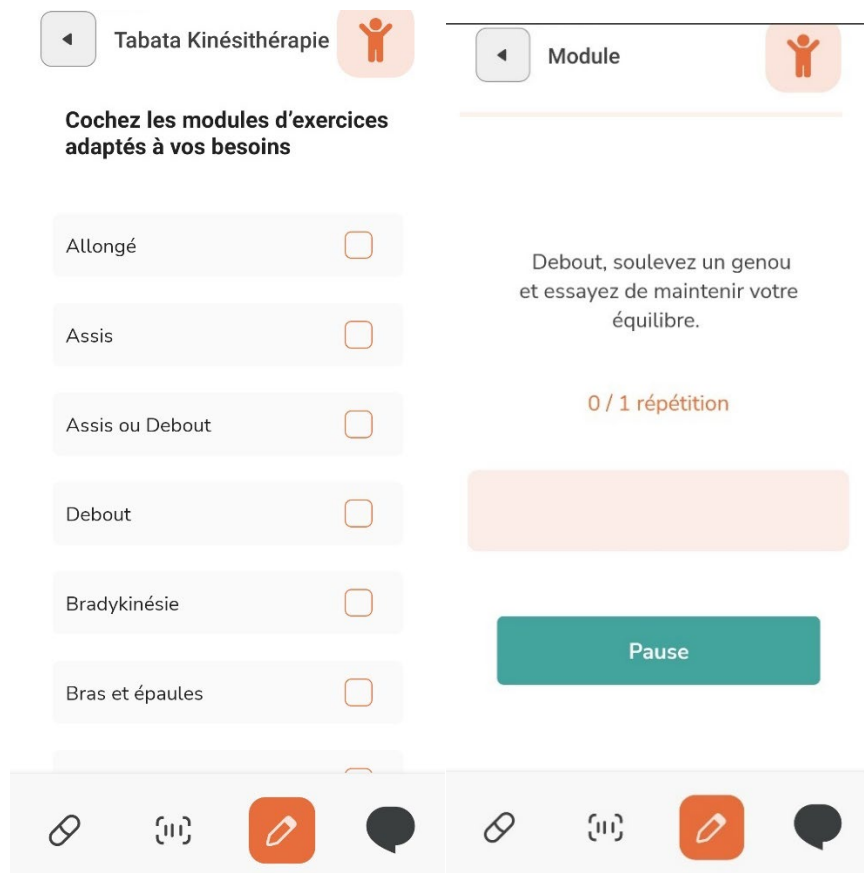 Tabata Kinésithérapie
Cochez les modules d’exercices
adaptés à vos besoins
Allongé
Assis
Assis ou Debout
Debout
Bradykinésie
Bras et épaules
Module
Debout, soulevez un genou
et essayez de maintenir votre
équilibre.
0 / 1 répétition
Pause